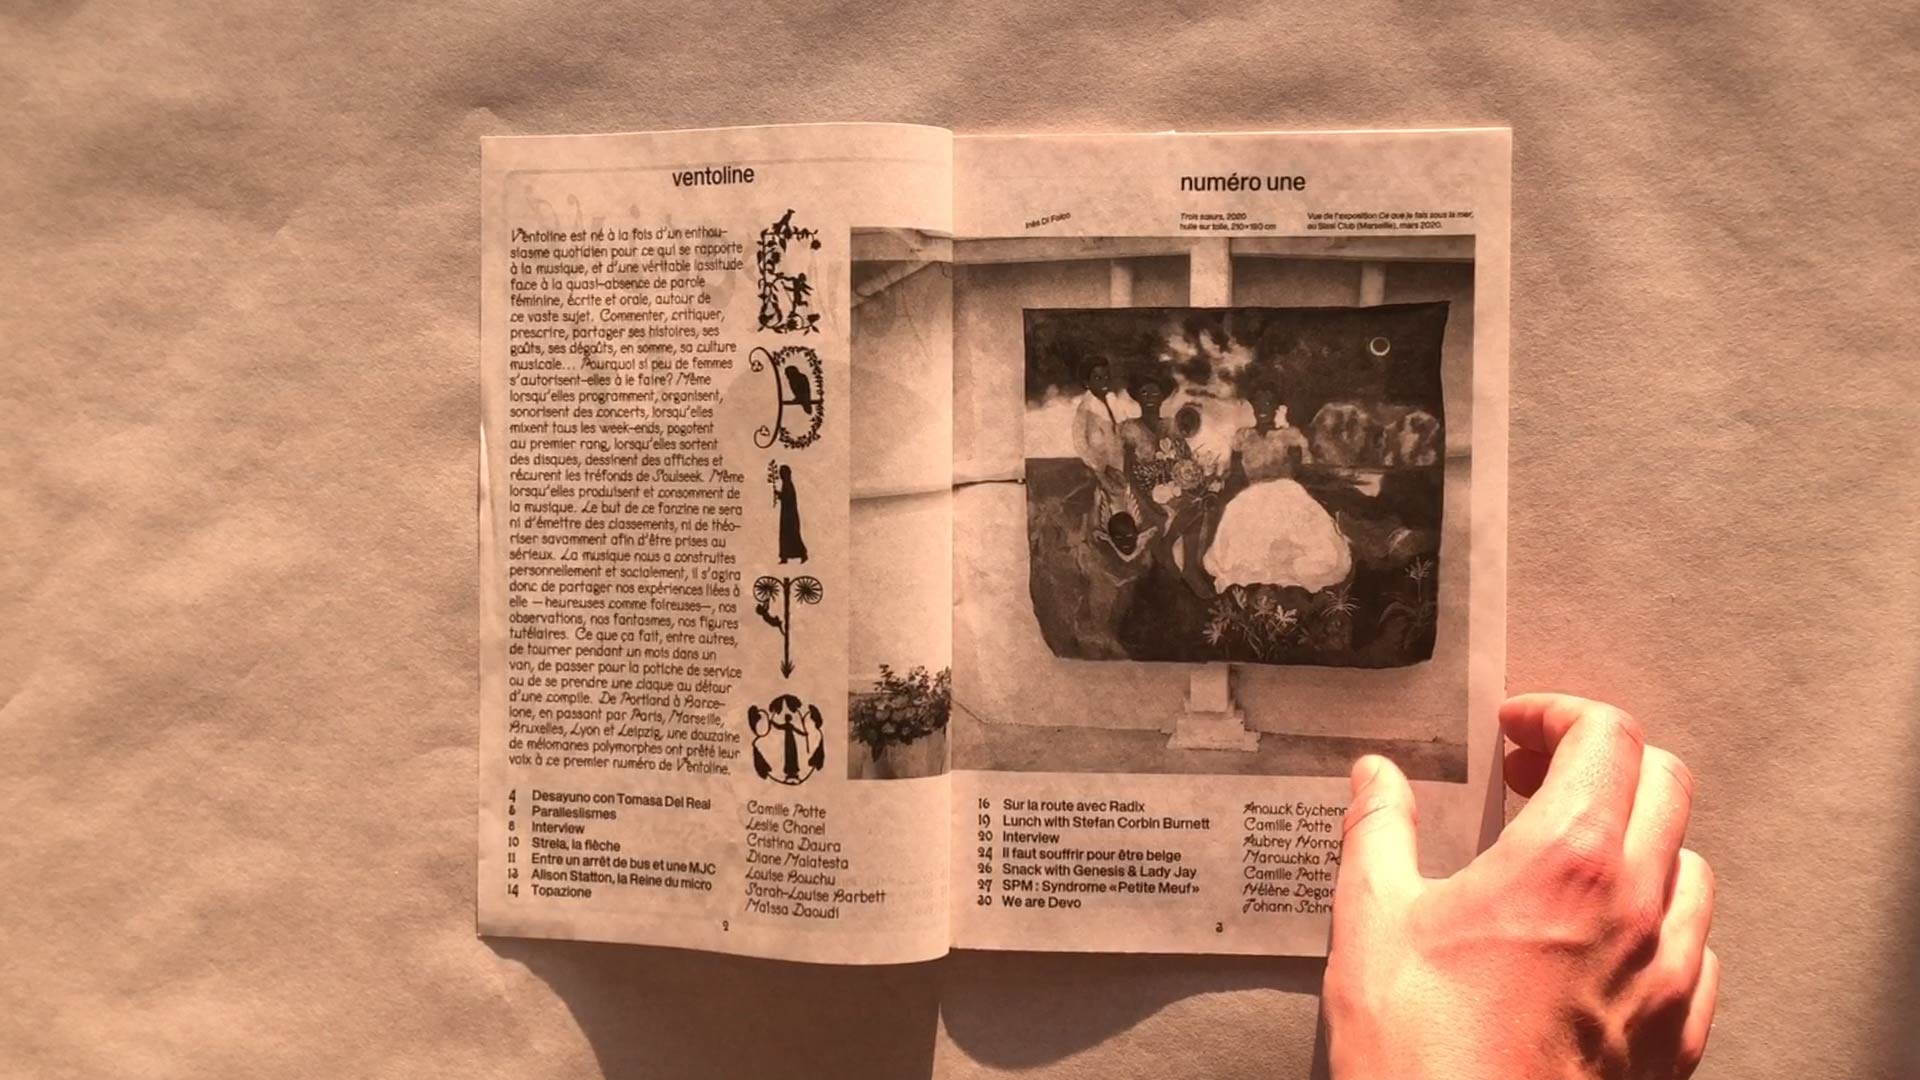 ventoline
Ventoline est né à la fois d'un enthou-
siasme quotidien pour ce qui se rapporte
à la musique, et d'une véritable lassitude
face à la quasi-absence de parole
féminine, écrite et orale, autour de
ce vaste sujet. Commenter, critiquer,
prescrire, partager ses histoires, ses
goûts, ses dégoûts, en somme, sa culture
musicale... Pourquoi si peu de femmes
s'autorisent-elles à le faire? Même
lorsqu'elles programment, organisent,
sonorisent des concerts, lorsqu'elles
mixent tous les week-ends, pogotent
au premier rang, lorsqu'elles sortent
des disques, dessinent des affiches et
récurent les tréfonds de Soulseek. Même
lorsqu'elles produisent et consomment de
la musique. Le but de ce fanzine ne sera
ni d'émettre des classements, ni de théo-
riser savamment afin d'être prises au
sérieux. La musique nous a construites
personnellement et socialement, il s'agira
donc de partager nos expériences liées à
elle — heureuses comme foireuses—, nos
observations, nos fantasmes, nos figures
tutélaires. Ce que ça fait, entre autres,
de tourner pendant un mois dans un
van, de passer pour la potiche de service
ou de se prendre une claque au détour
d'une compile. De Portland à Barce-
lone, en passant par Paris, Marseille,
Bruxelles, Lyon et Leipzig, une douzaine
de mélomanes polymorphes ont prêté leur
voix à ce premier numéro de Ventoline.
4 Desayuno con Tomasa Del Real Camille Potte
6 Paralleslismes Leslie Chanel
8 Interview Cristina Daura
10 Strela, la flèche Diane Malatesta
11 Entre un arrêt de bus et une MJC Louise Bouchu
13 Alison Statton, la Reine du micro Sarah-Louise Barbett
14 Topazione Maïssa Daoudi
2
numéro une
Inès Di Folco
Trois sœurs, 2020
huile sur toile, 210×180 cm
Vue de l'exposition Ce que je fais sous la mer,
au Sissi Club (Marseille), mars 2020.
16 Sur la route avec Radix Anouck Eychenn
19 Lunch with Stefan Corbin Burnett Camille Potte
20 Interview Aubrey
24 Il faut souffrir pour être belge Marouchka
26 Snack with Genesis & Lady Jay Camille Potte
27 SPM : Syndrome «Petite Meuf» Hélène Degar
30 We are Devo Johann Schn
3